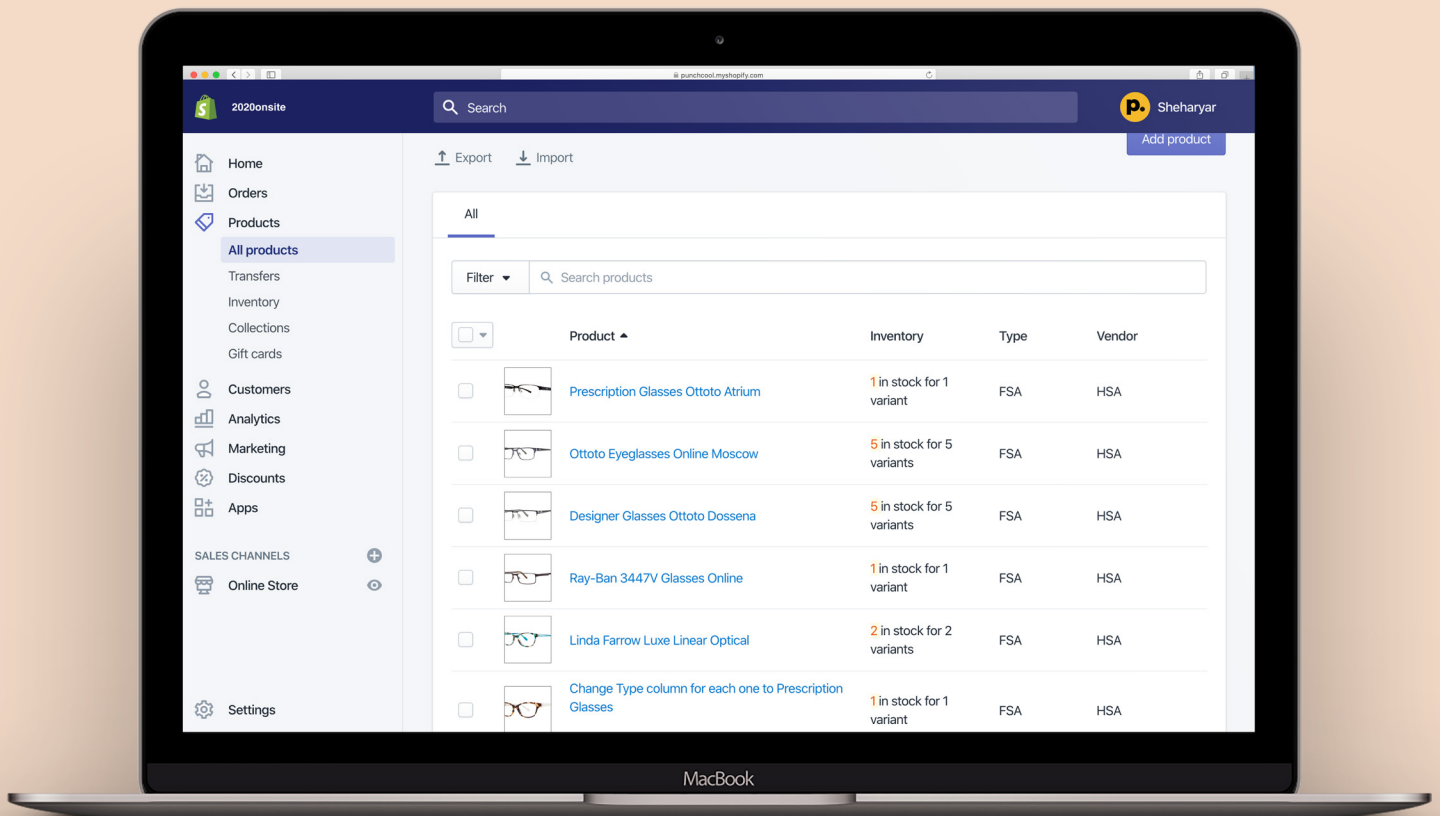 punchcool.myshopify.com
2020onsite
Search
p. Sheharyar
Home
Orders
Products
All products
Transfers
Inventory
Collections
Gift cards
Customers
Analytics
Marketing
Discounts
Apps
SALES CHANNELS
Online Store
Settings
Export Import
Add product
All
Filter Search products
Product Inventory Type Vendor
Prescription Glasses Ottoto Atrium
1 in stock for 1
variant
FSA
HSA
Ottoto Eyeglasses Online Moscow
5 in stock for 5
variants
FSA
HSA
Designer Glasses Ottoto Dossena
5 in stock for 5
variants
FSA
HSA
Ray-Ban 3447V Glasses Online
1 in stock for 1
variant
FSA
HSA
Linda Farrow Luxe Linear Optical
2 in stock for 2
variants
FSA
HSA
Change Type column for each one to Prescription
Glasses
1 in stock for 1
variant
FSA
HSA
MacBook